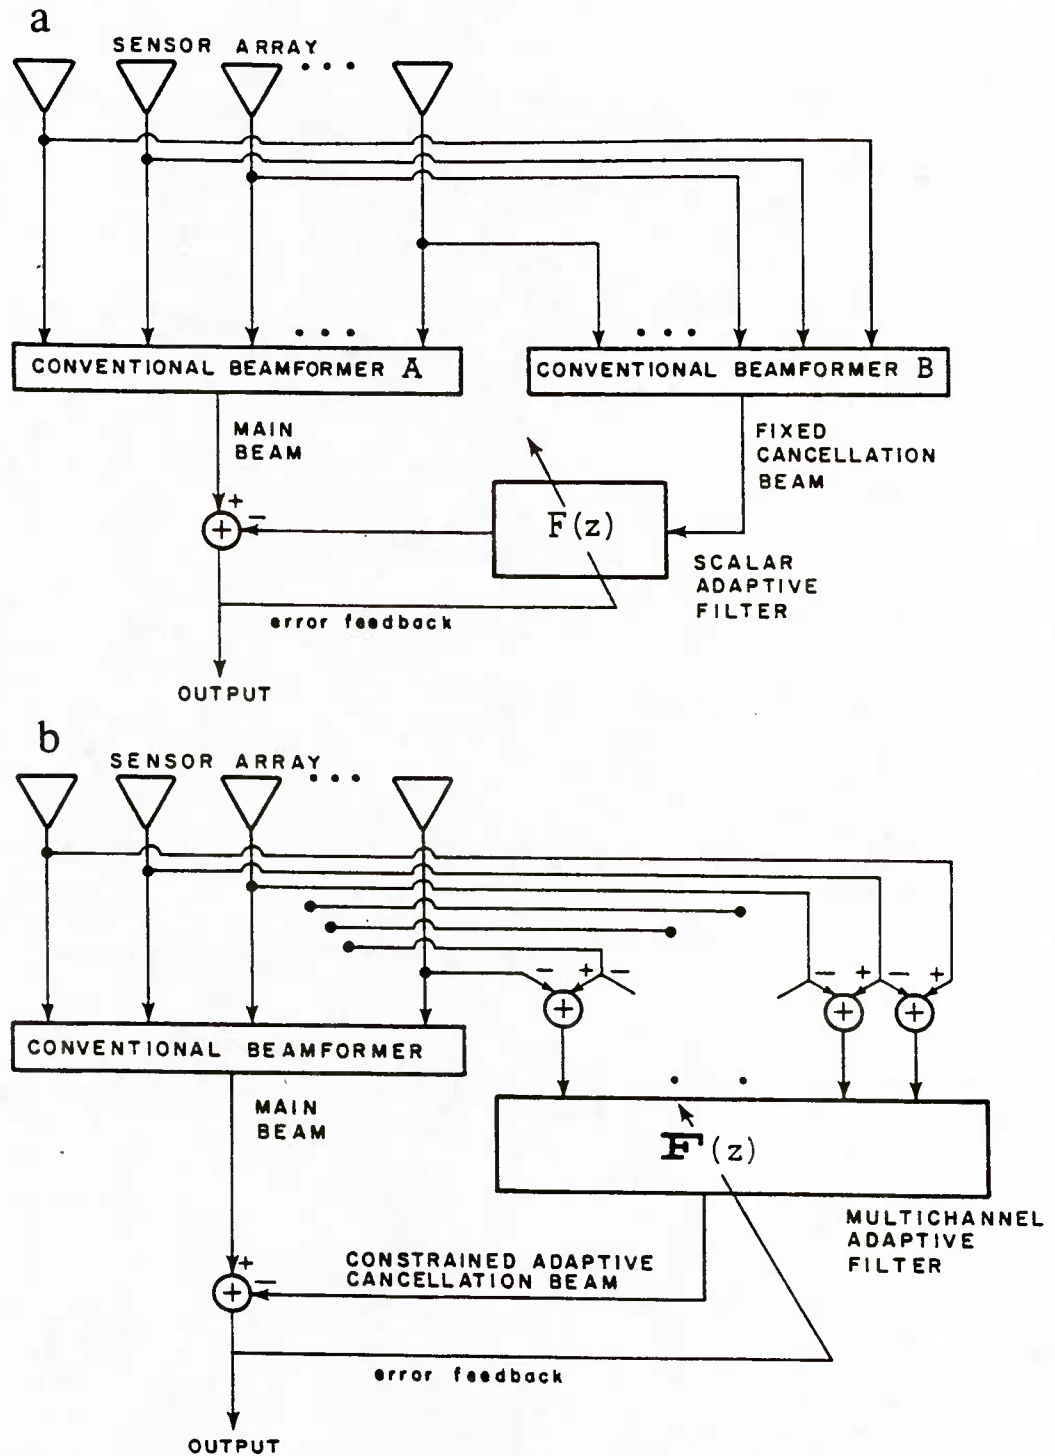 a
SENSOR ARRAY
CONVENTIONAL BEAMFORMER A
CONVENTIONAL BEAMFORMER B
MAIN
BEAM
FIXED
CANCELLATION
BEAM
+
−
+
F(z)
SCALAR
ADAPTIVE
FILTER
error feedback
OUTPUT
b
SENSOR ARRAY
− + −
− + − +
+
+ +
CONVENTIONAL BEAMFORMER
MAIN
BEAM
F(z)
MULTICHANNEL
ADAPTIVE
FILTER
CONSTRAINED ADAPTIVE
CANCELLATION BEAM
+
−
+
error feedback
OUTPUT